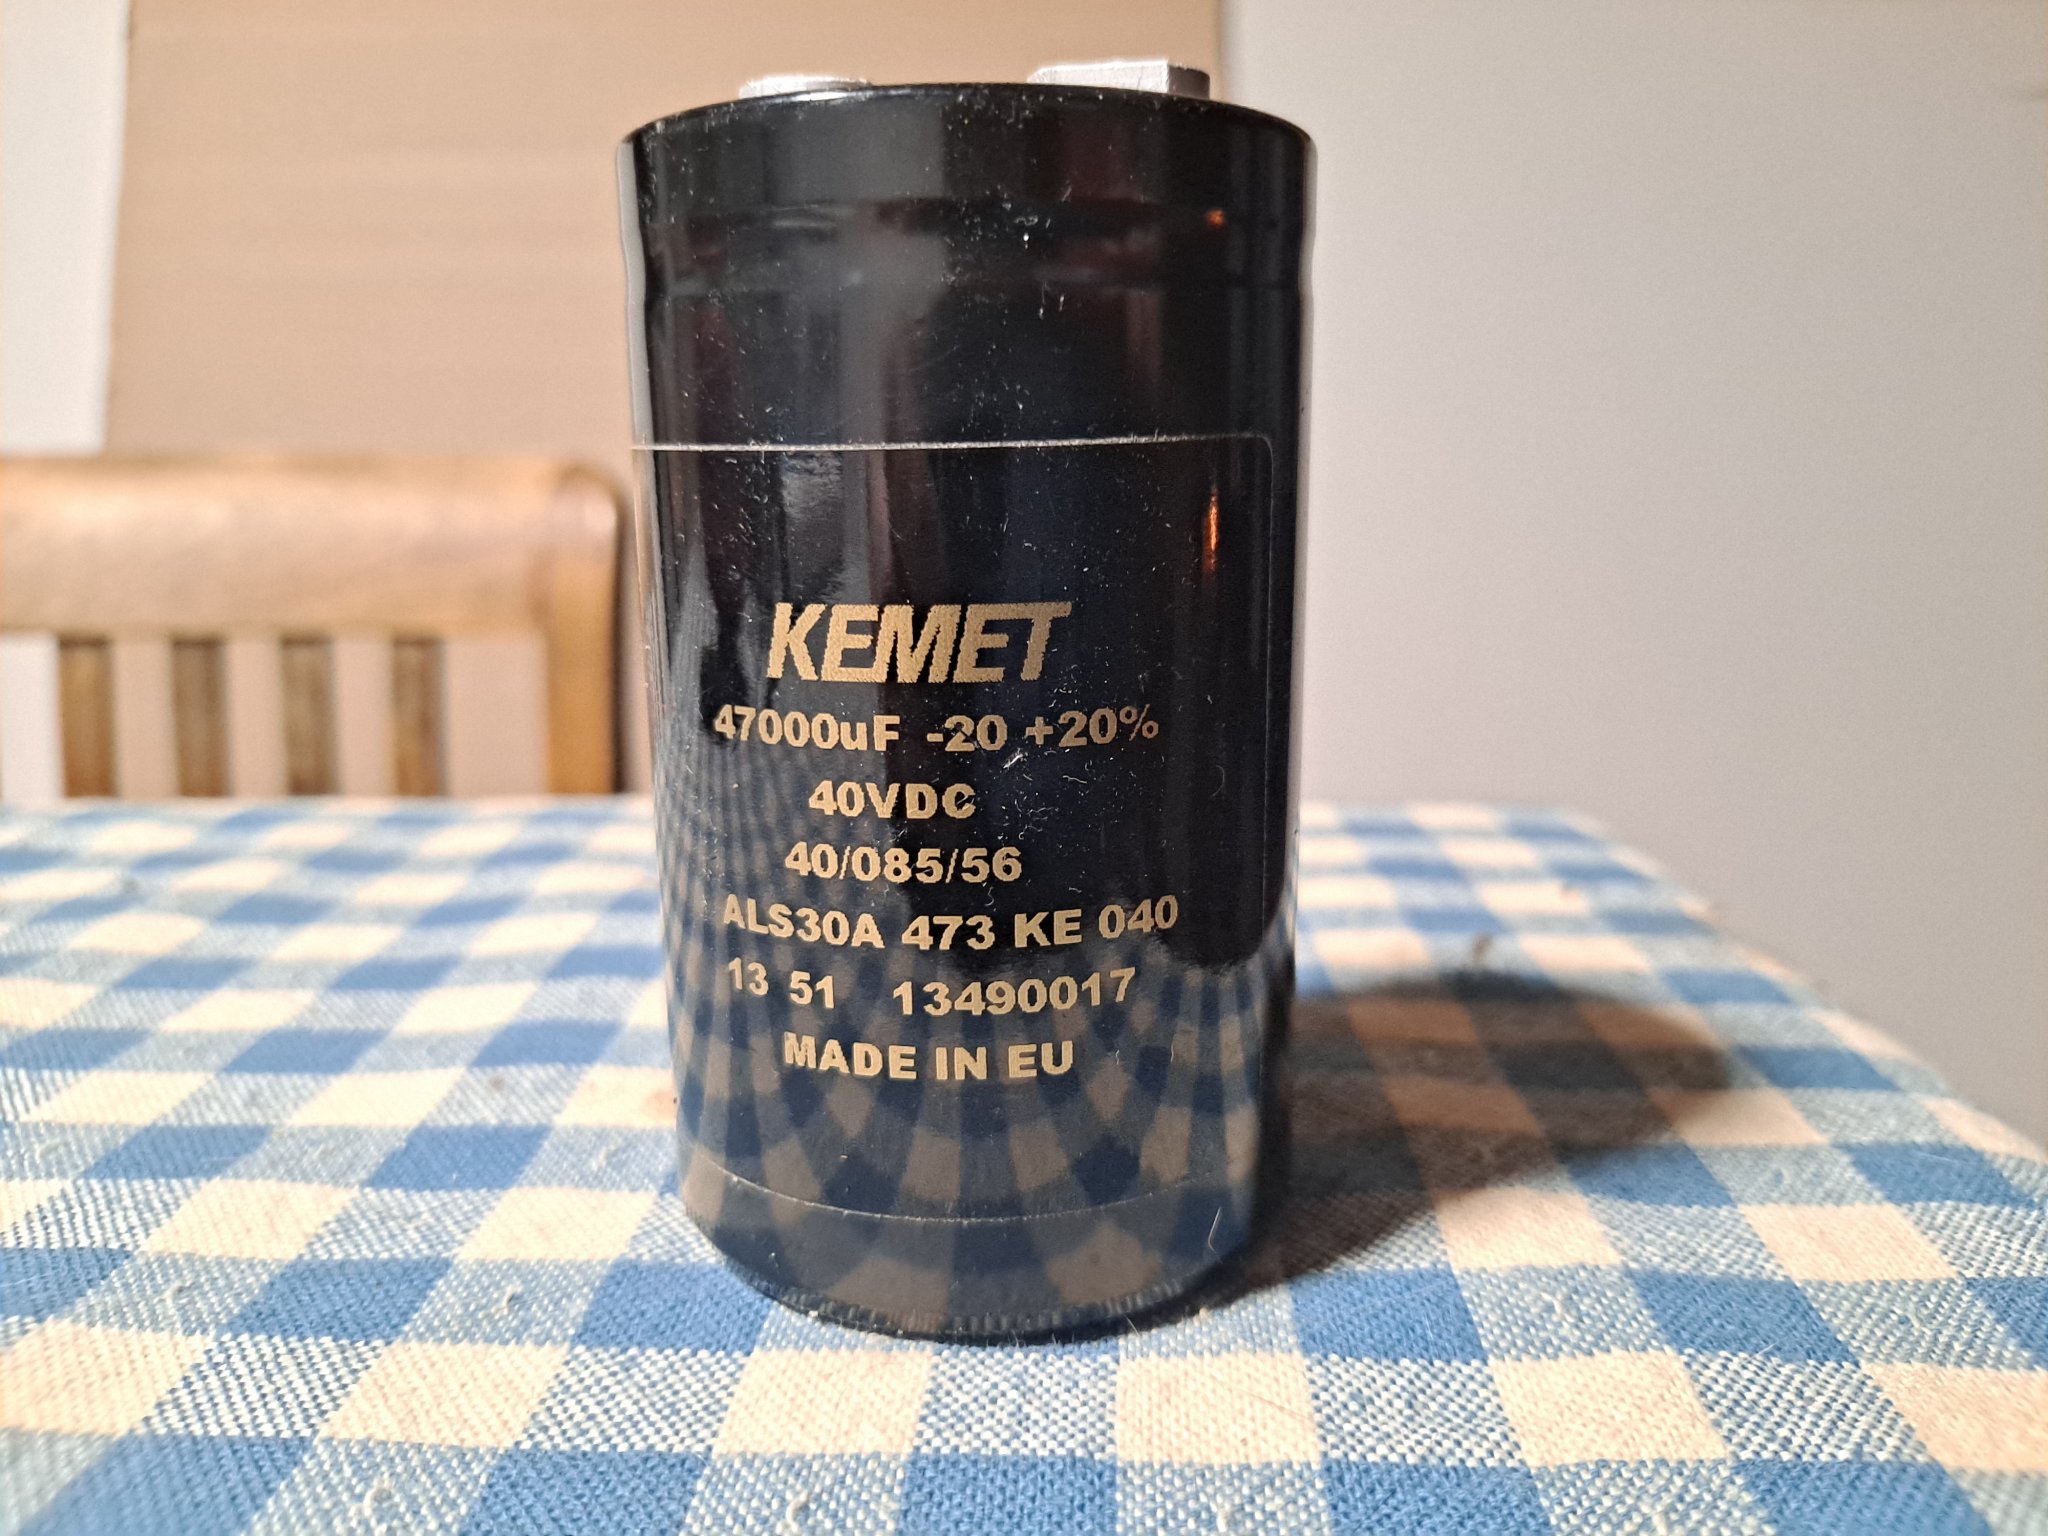 KEMET
47000uF -20 +20%
40VDC
40/085/56
ALS30A 473 KE 040
13 51 13490017
MADE IN EU